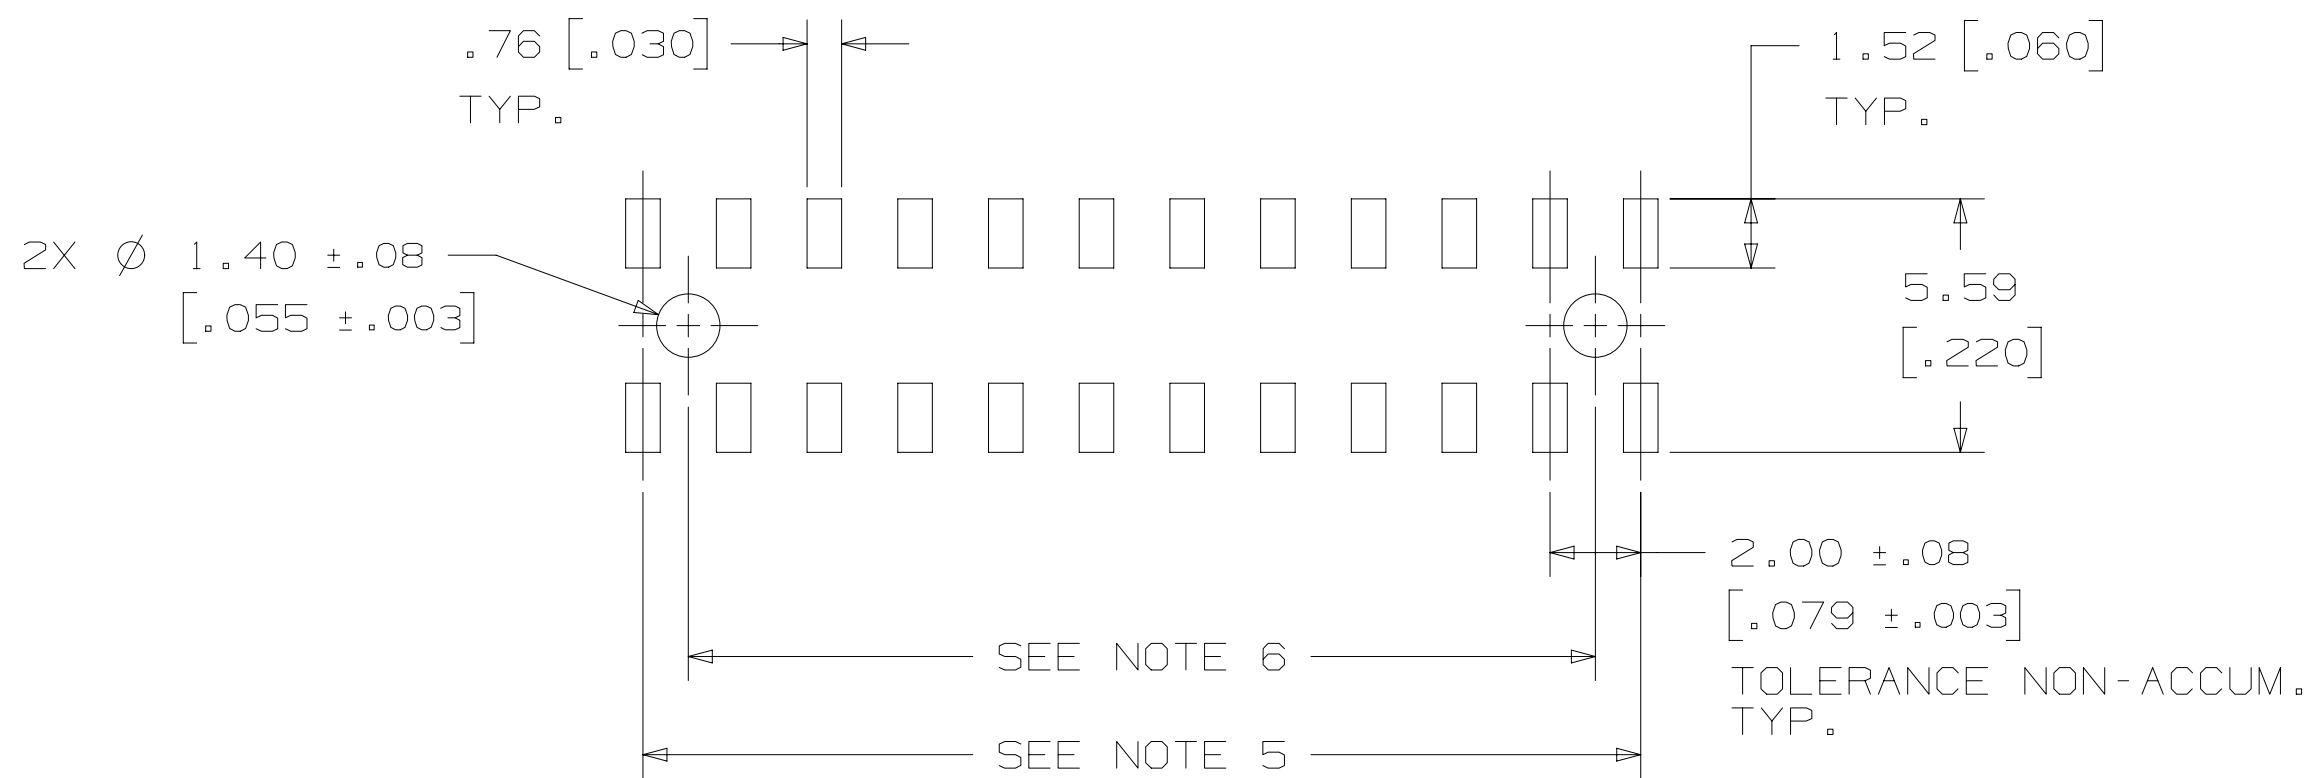 .76 [.030]
TYP.
1.52 [.060]
TYP.
2X Ø 1.40 ±.08
[.055 ±.003]
5.59
[.220]
2.00 ±.08
[.079 ±.003]
TOLERANCE NON-ACCUM.
TYP.
SEE NOTE 6
SEE NOTE 5